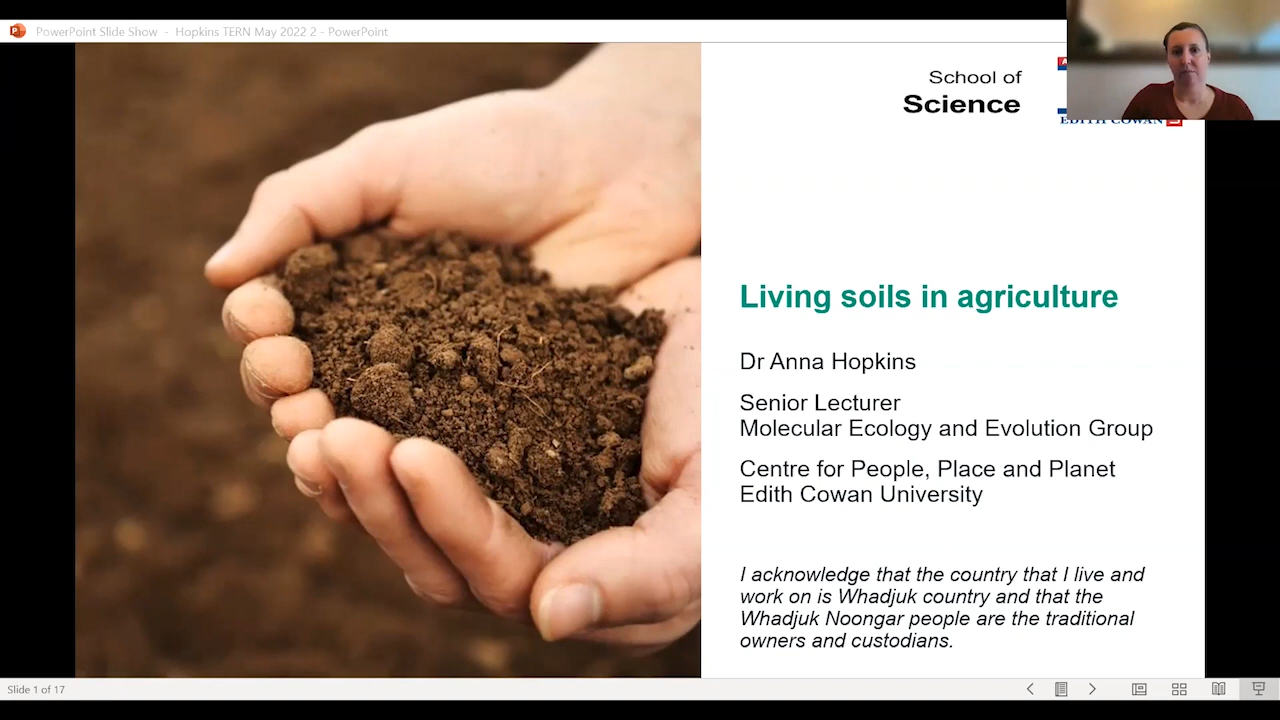 PowerPoint Slide Show - Hopkins TERN May 2022 2 - PowerPoint
School of
Science
EDITH COWAN
Living soils in agriculture
Dr Anna Hopkins
Senior Lecturer
Molecular Ecology and Evolution Group
Centre for People, Place and Planet
Edith Cowan University
I acknowledge that the country that I live and
work on is Whadjuk country and that the
Whadjuk Noongar people are the traditional
owners and custodians.
Slide 1 of 17